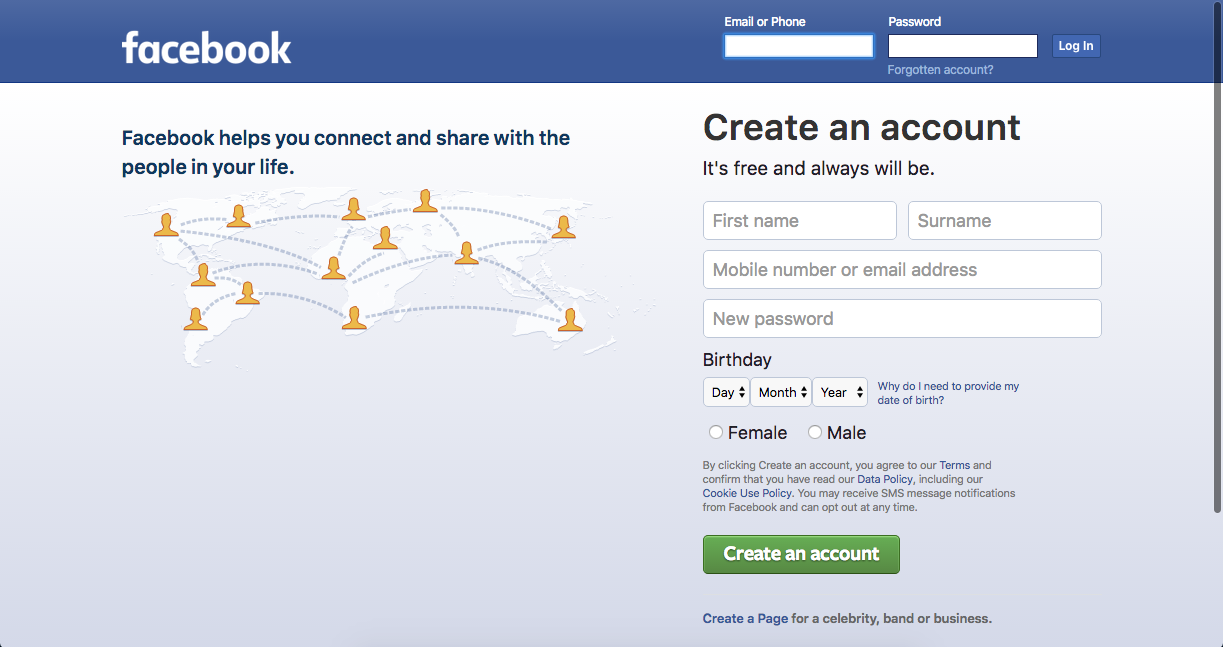 facebook
Email or Phone
Password
Log In
Forgotten account?
Facebook helps you connect and share with the
people in your life.
Create an account
It's free and always will be.
First name
Surname
Mobile number or email address
New password
Birthday
Day
Month
Year
Why do I need to provide my
date of birth?
Female
Male
By clicking Create an account, you agree to our Terms and
confirm that you have read our Data Policy, including our
Cookie Use Policy. You may receive SMS message notifications
from Facebook and can opt out at any time.
Create an account
Create a Page for a celebrity, band or business.